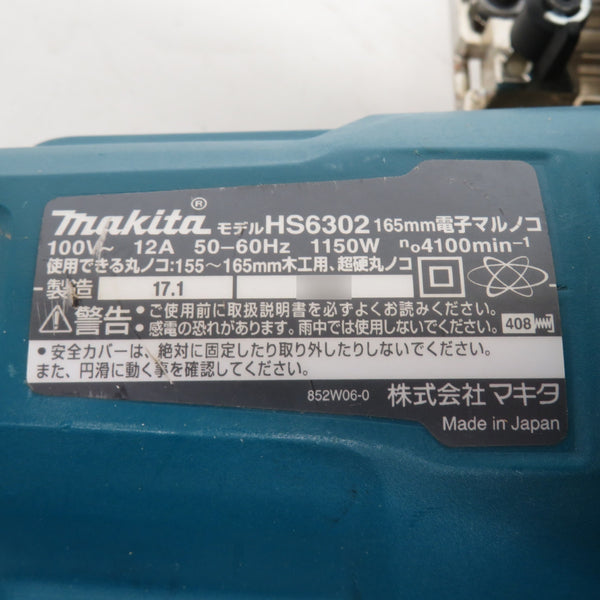 makita® モデル HS6302 165mm電子マルノコ
100V～ 12A 50-60Hz 1150W n₀4100min⁻¹
使用できる丸ノコ:155～165mm木工用、超硬丸ノコ
製造 17.1
⚠警告:・ご使用前に取扱説明書を必ずよくお読みください。
・感電の恐れがあります。雨中では使用しないでください。
408
・安全カバーは、絶対に固定したり取り外したりしないでください。
また、円滑に動く事を確認してください。
852W06-0 株式会社マキタ
Made in Japan